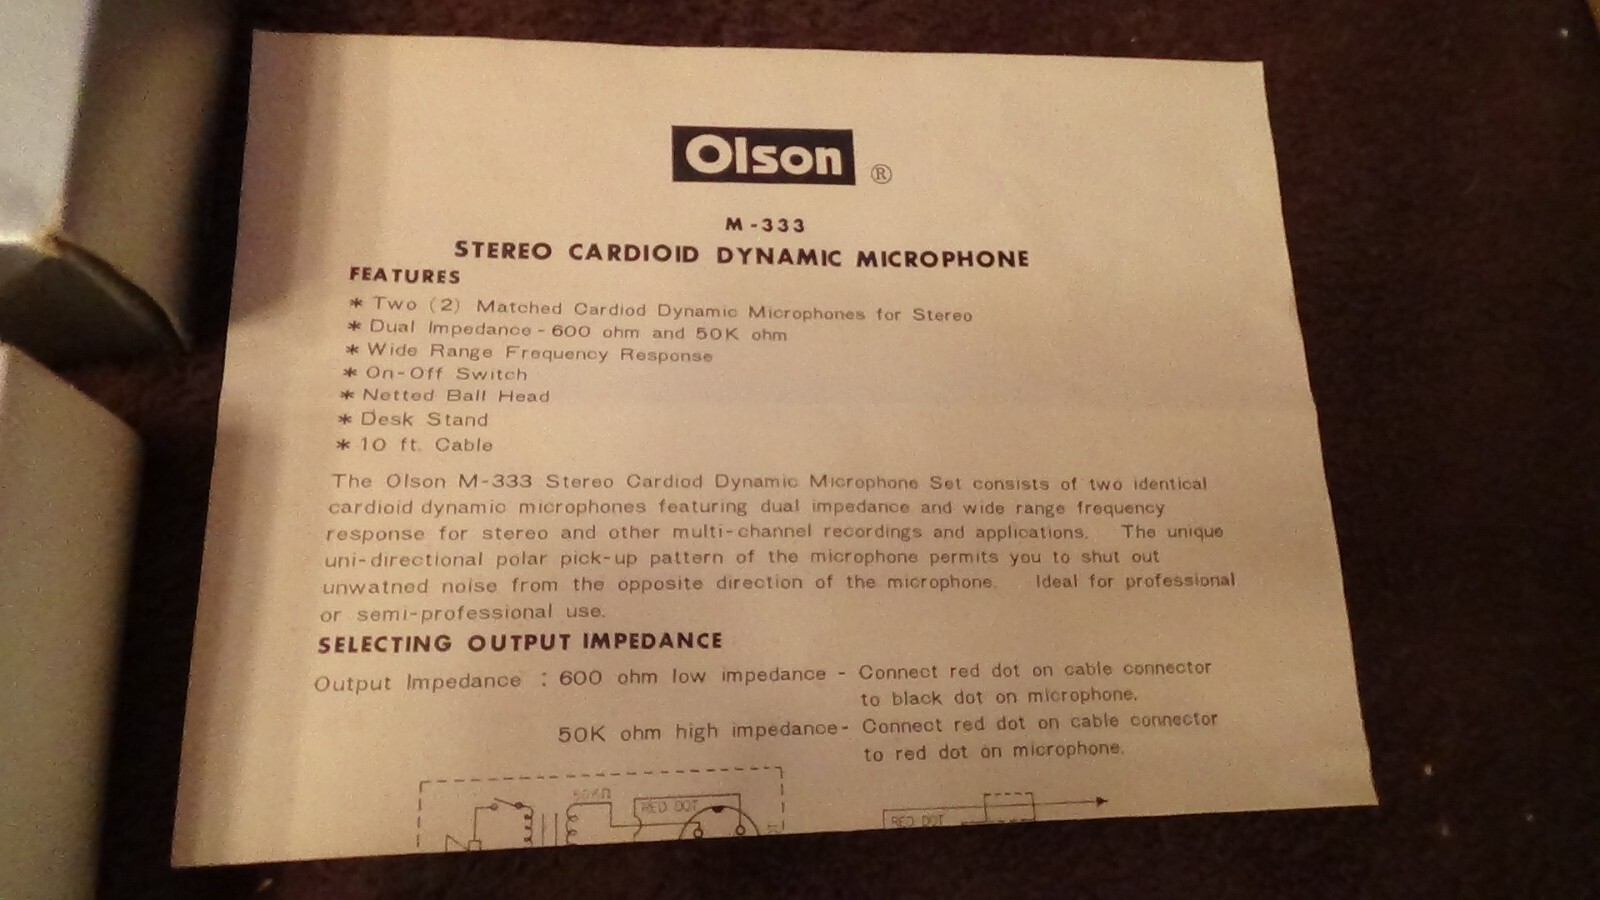 Olson ®
M-333
STEREO CARDIOID DYNAMIC MICROPHONE
FEATURES
* Two (2) Matched Cardiod Dynamic Microphones for Stereo
* Dual Impedance - 600 ohm and 50K ohm
* Wide Range Frequency Response
* On-Off Switch
* Netted Ball Head
* Desk Stand
* 10 ft. Cable
The Olson M-333 Stereo Cardiod Dynamic Microphone Set consists of two identical
cardioid dynamic microphones featuring dual impedance and wide range frequency
response for stereo and other multi-channel recordings and applications. The unique
uni-directional polar pick-up pattern of the microphone permits you to shut out
unwatned noise from the opposite direction of the microphone. Ideal for professional
or semi-professional use.
SELECTING OUTPUT IMPEDANCE
Output Impedance : 600 ohm low impedance - Connect red dot on cable connector
to black dot on microphone.
50K ohm high impedance- Connect red dot on cable connector
to red dot on microphone.
50KΩ
RED DOT
RED DOT